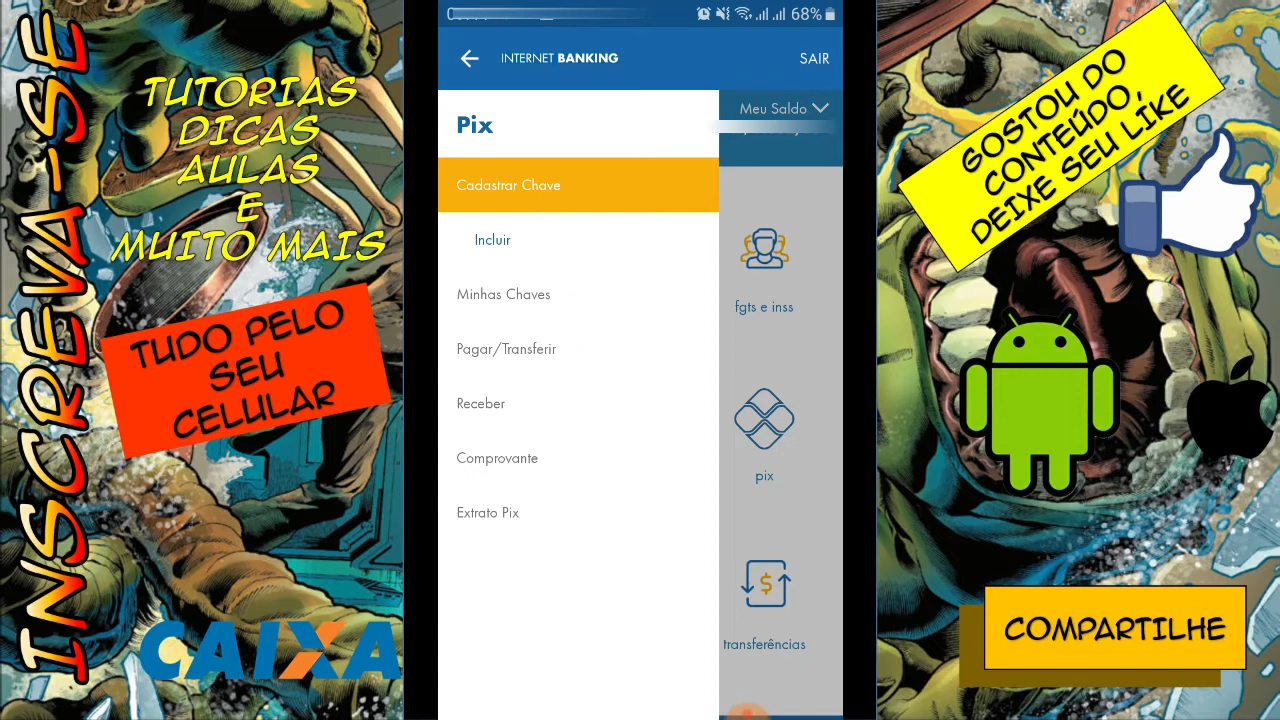 INSCREVA-SE
TUTORIAS
DICAS
AULAS
E
MUITO MAIS
TUDO PELO
SEU
CELULAR
CAIXA
68%
INTERNET BANKING
SAIR
Meu Saldo
Pix
Cadastrar Chave
Incluir
Minhas Chaves
Pagar/Transferir
Receber
Comprovante
Extrato Pix
fgts e inss
pix
transferências
GOSTOU DO
CONTEÚDO,
DEIXE SEU LIKE
COMPARTILHE